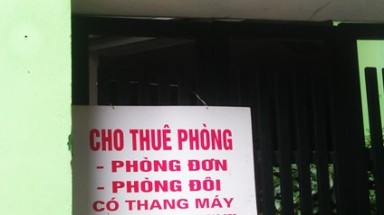 CHO THUÊ PHÒNG
- PHÒNG ĐƠN
- PHÒNG ĐÔI
CÓ THANG MÁY